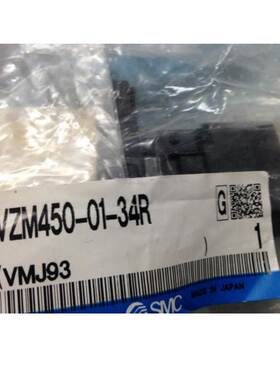 VZM450-01-34R
G
1
(VMJ93
)
SMC
MADE IN JAPAN